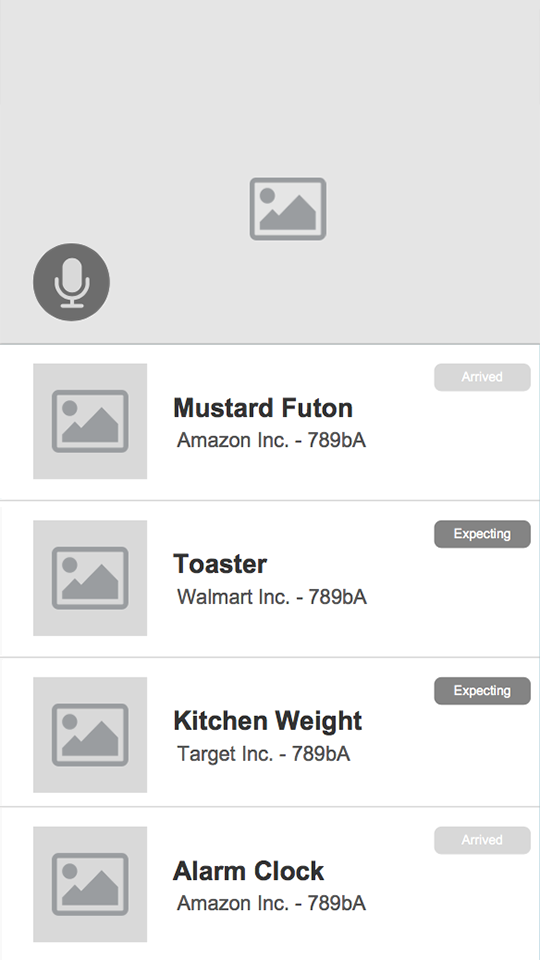 Arrived
Mustard Futon
Amazon Inc. - 789bA
Expecting
Toaster
Walmart Inc. - 789bA
Expecting
Kitchen Weight
Target Inc. - 789bA
Arrived
Alarm Clock
Amazon Inc. - 789bA